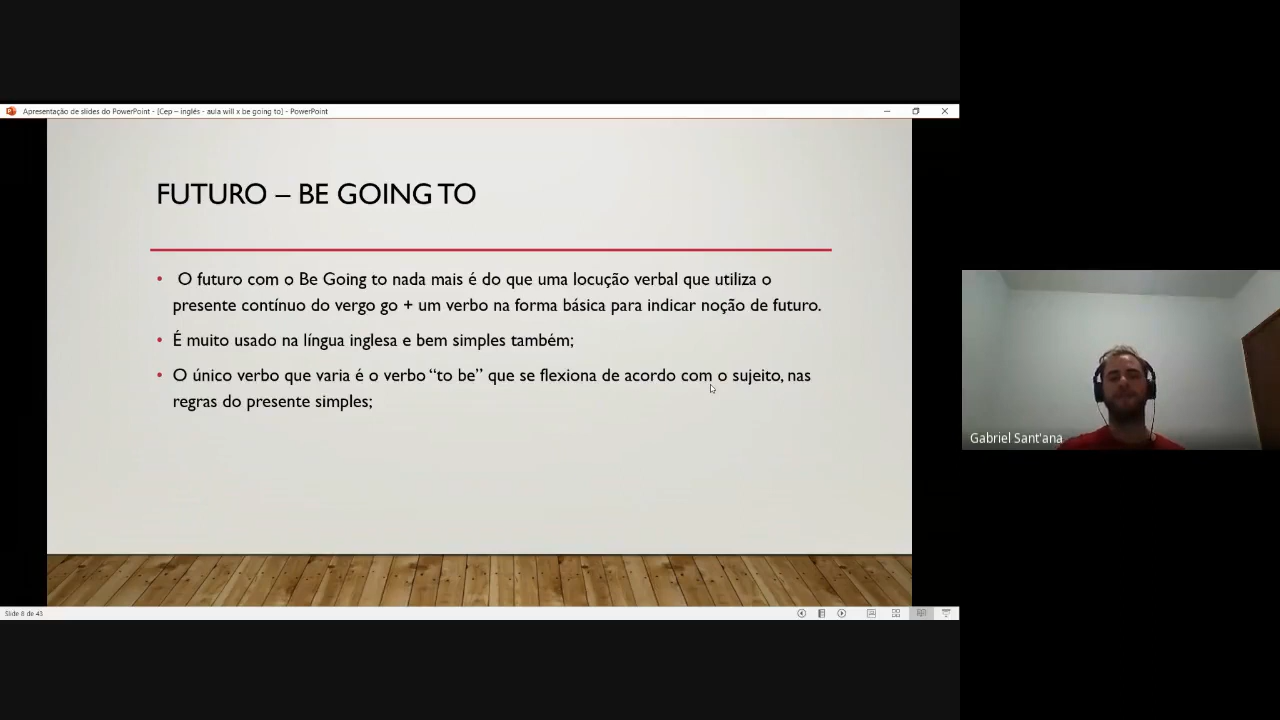 Apresentação de slides do PowerPoint - [Cep – inglês - aula will x be going to] - PowerPoint
FUTURO – BE GOING TO
• O futuro com o Be Going to nada mais é do que uma locução verbal que utiliza o
presente contínuo do vergo go + um verbo na forma básica para indicar noção de futuro.
• É muito usado na língua inglesa e bem simples também;
• O único verbo que varia é o verbo “to be” que se flexiona de acordo com o sujeito, nas
regras do presente simples;
Gabriel Sant'ana
Slide 8 de 43